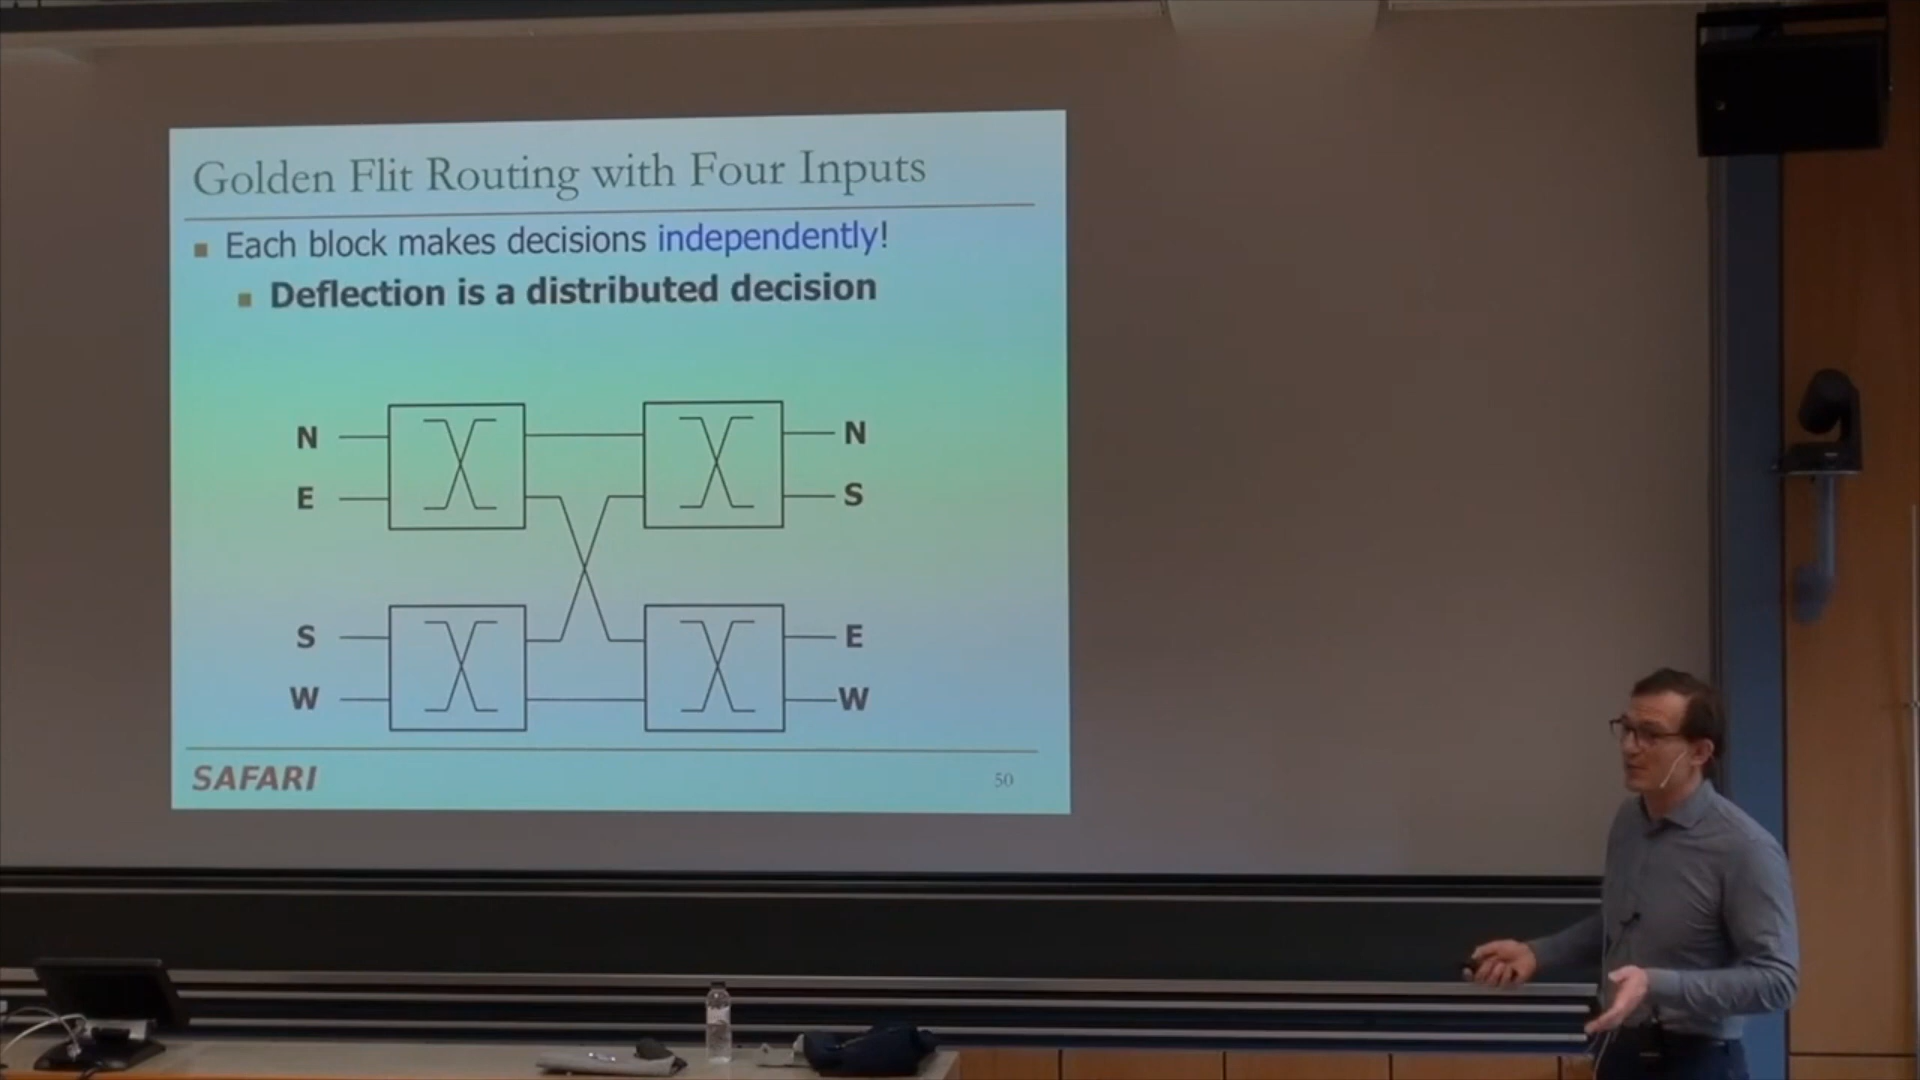 Golden Flit Routing with Four Inputs
Each block makes decisions independently!
Deflection is a distributed decision
N N
E S
S E
W W
SAFARI 50